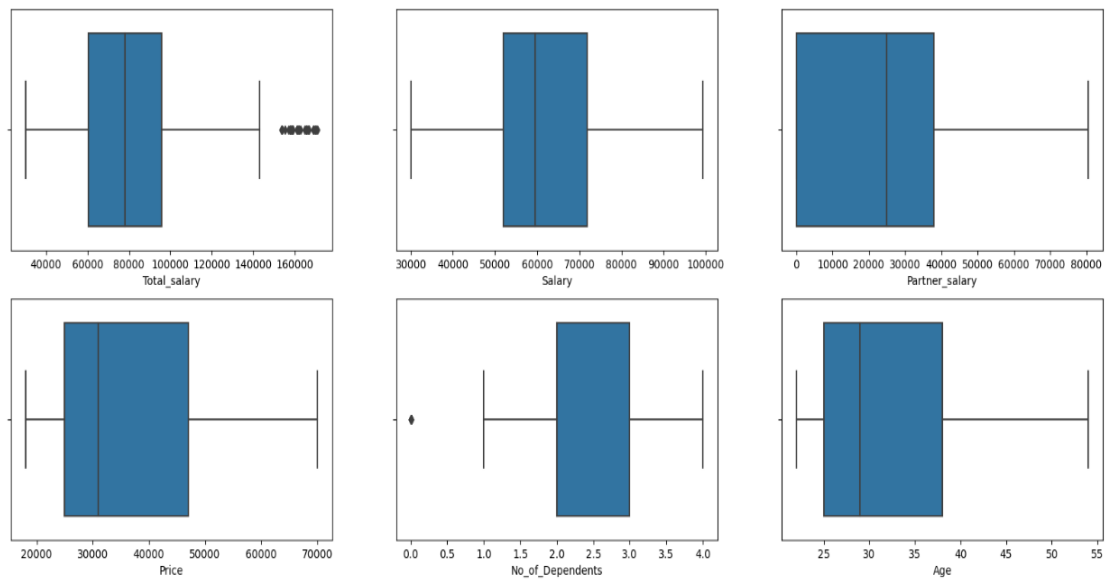 40000 60000 80000 100000 120000 140000 160000
Total_salary
30000 40000 50000 60000 70000 80000 90000 100000
Salary
0 10000 20000 30000 40000 50000 60000 70000 80000
Partner_salary
20000 30000 40000 50000 60000 70000
Price
0.0 0.5 1.0 1.5 2.0 2.5 3.0 3.5 4.0
No_of_Dependents
25 30 35 40 45 50 55
Age